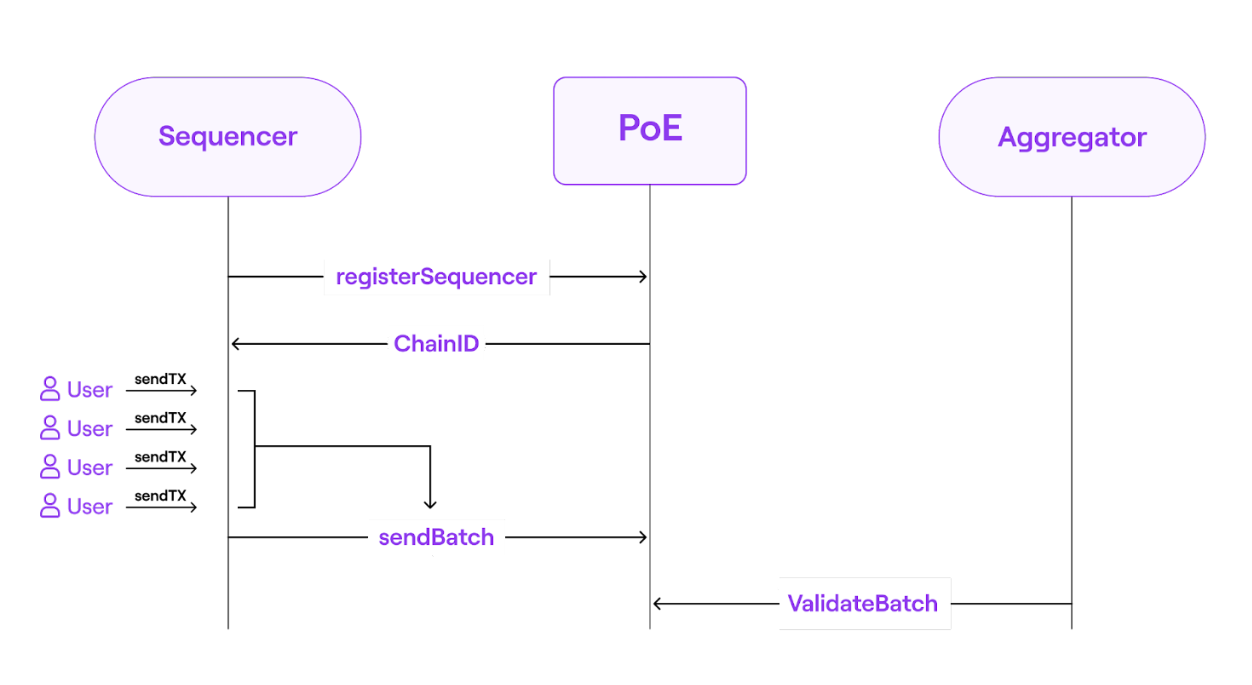 Sequencer
PoE
Aggregator
registerSequencer
ChainID
User sendTX
User sendTX
User sendTX
User sendTX
sendBatch
ValidateBatch